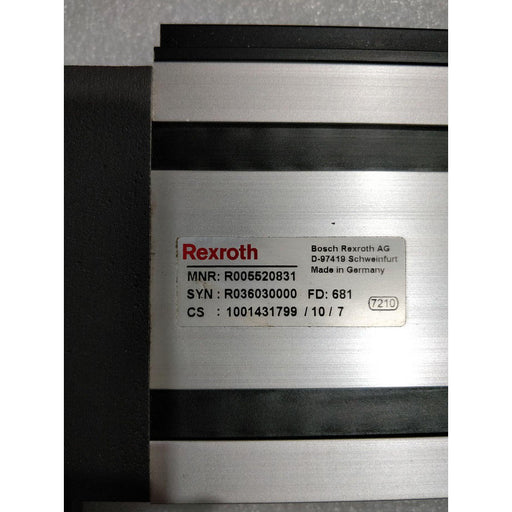 Rexroth
Bosch Rexroth AG
D-97419 Schweinfurt
Made in Germany
MNR: R005520831
SYN : R036030000 FD: 681
CS : 1001431799 / 10 / 7
7210